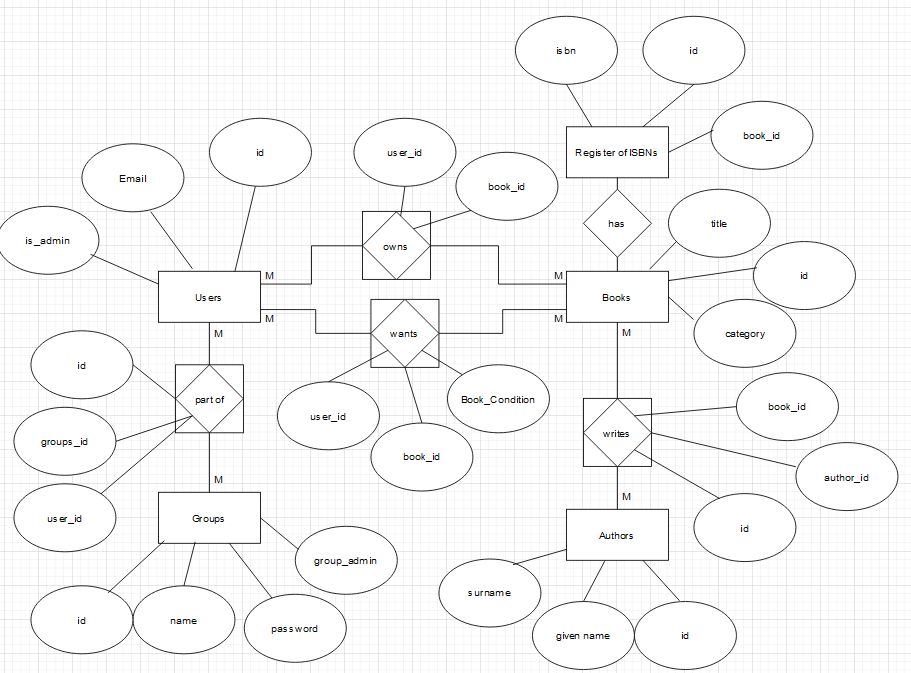 isbn
id
Register of ISBNs
book_id
id
user_id
Email
book_id
is_admin
has
title
owns
M
M
id
Users
Books
M
M
M
wants
M
category
id
part of
Book_Condition
book_id
user_id
groups_id
writes
book_id
author_id
M
M
user_id
Groups
id
Authors
group_admin
surname
id
name
password
given name
id